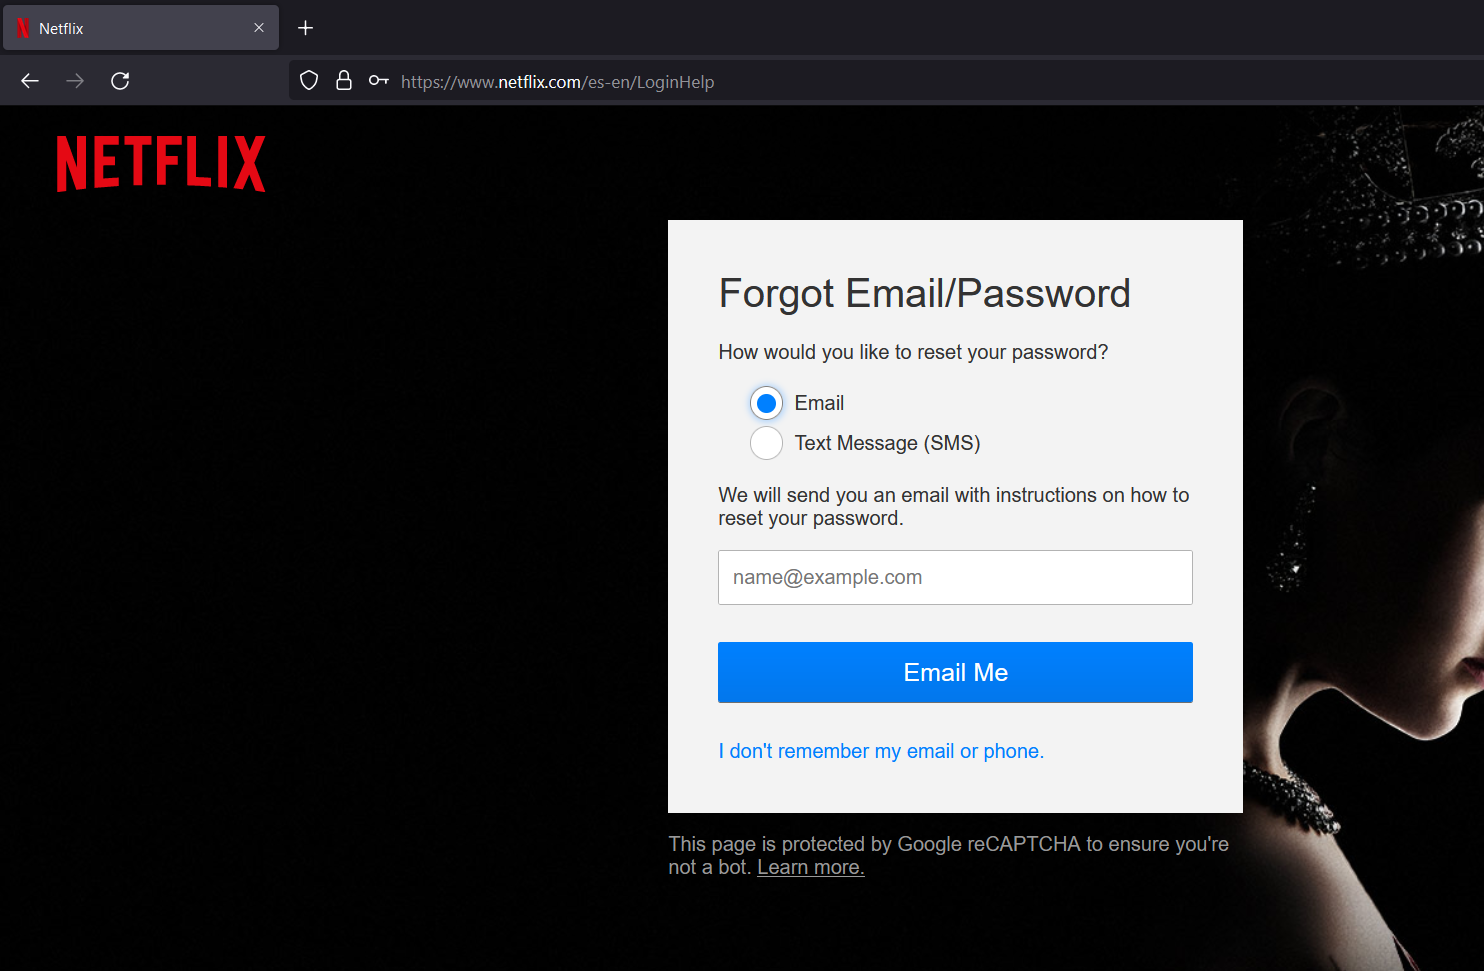 Netflix
https://www.netflix.com/es-en/LoginHelp
NETFLIX
Forgot Email/Password
How would you like to reset your password?
Email
Text Message (SMS)
We will send you an email with instructions on how to
reset your password.
name@example.com
Email Me
I don't remember my email or phone.
This page is protected by Google reCAPTCHA to ensure you're
not a bot. Learn more.